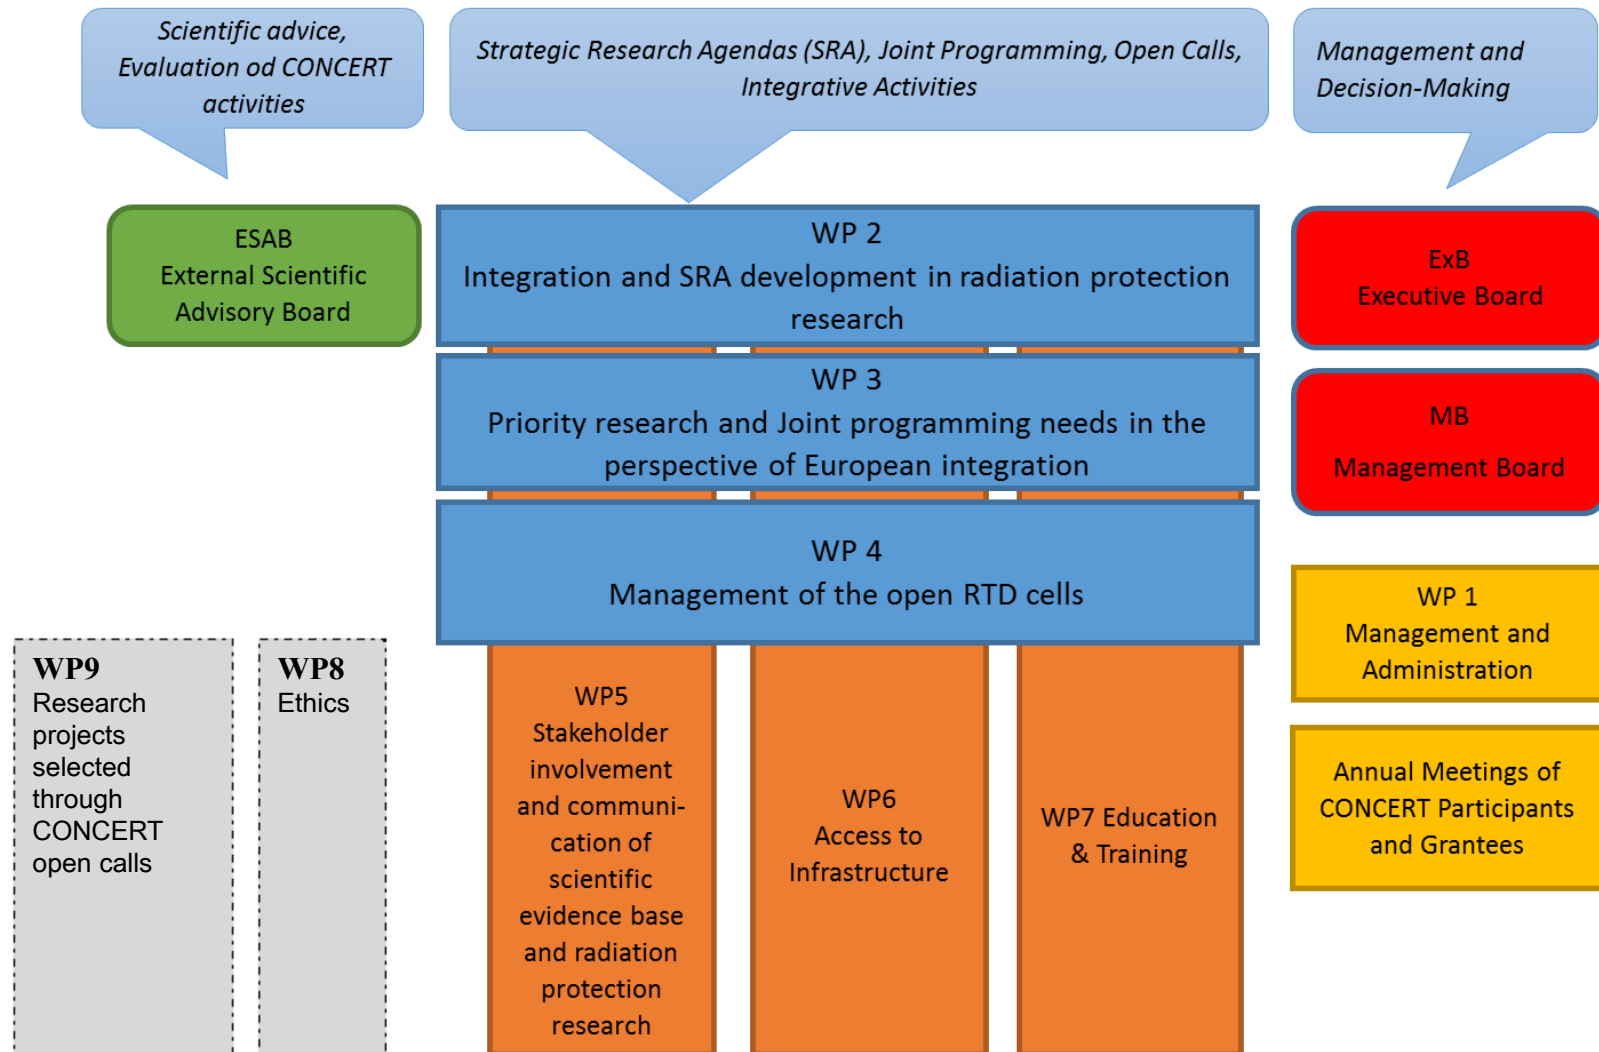 Scientific advice,
Evaluation od CONCERT
activities
Strategic Research Agendas (SRA), Joint Programming, Open Calls,
Integrative Activities
Management and
Decision-Making
ESAB
External Scientific
Advisory Board
WP 2
Integration and SRA development in radiation protection
research
ExB
Executive Board
WP 3
Priority research and Joint programming needs in the
perspective of European integration
MB
Management Board
WP 4
Management of the open RTD cells
WP 1
Management and
Administration
WP9
Research
projects
selected
through
CONCERT
open calls
WP8
Ethics
WP5
Stakeholder
involvement
and communi-
cation of
scientific
evidence base
and radiation
protection
research
WP6
Access to
Infrastructure
WP7 Education
& Training
Annual Meetings of
CONCERT Participants
and Grantees